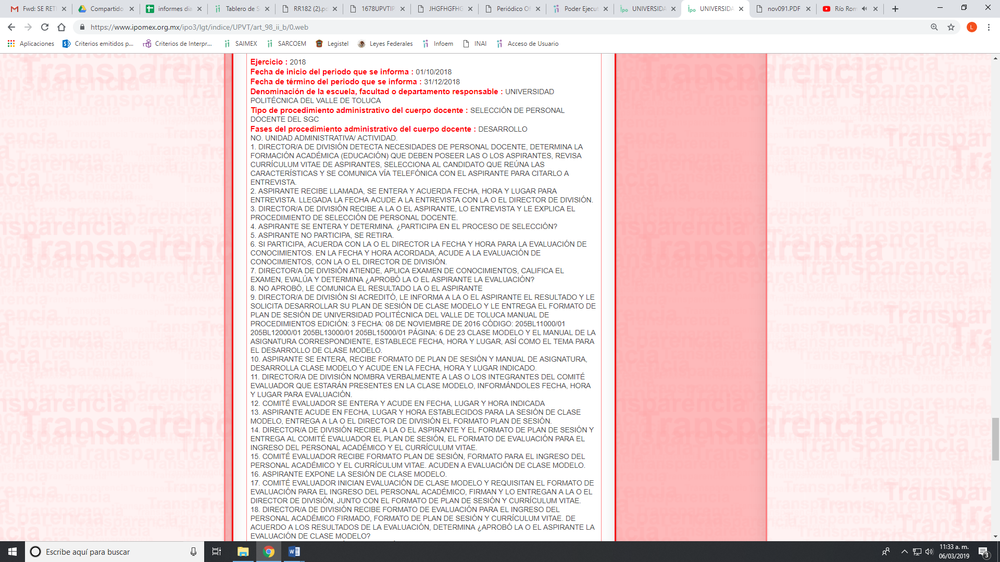 Fwd: SE RETI
Compartido
informes dia
Tablero de S
RR182 (2).pd
1678UPVTIP
JHGFHGFHG
Periódico Of
Poder Ejecut
UNIVERSIDA
UNIVERSIDA
nov091.PDF
Río Rom
https://www.ipomex.org.mx/ipo3/lgt/indice/UPVT/art_98_ii_b/0.web
L
Aplicaciones
Criterios emitidos p...
Criterios de Interpr...
SAIMEX
SARCOEM
Legistel
Leyes Federales
Infoem
INAI
Acceso de Usuario
Ejercicio : 2018
Fecha de inicio del periodo que se informa : 01/10/2018
Fecha de término del periodo que se informa : 31/12/2018
Denominación de la escuela, facultad o departamento responsable : UNIVERSIDAD
POLITÉCNICA DEL VALLE DE TOLUCA
Tipo de procedimiento administrativo del cuerpo docente : SELECCIÓN DE PERSONAL
DOCENTE DEL SGC
Fases del procedimiento administrativo del cuerpo docente : DESARROLLO
NO. UNIDAD ADMINISTRATIVA/ ACTIVIDAD.
1. DIRECTOR/A DE DIVISIÓN DETECTA NECESIDADES DE PERSONAL DOCENTE, DETERMINA LA
FORMACIÓN ACADÉMICA (EDUCACIÓN) QUE DEBEN POSEER LAS O LOS ASPIRANTES, REVISA
CURRÍCULUM VITAE DE ASPIRANTES, SELECCIONA AL CANDIDATO QUE REÚNA LAS
CARACTERÍSTICAS Y SE COMUNICA VÍA TELEFÓNICA CON EL ASPIRANTE PARA CITARLO A
ENTREVISTA.
2. ASPIRANTE RECIBE LLAMADA, SE ENTERA Y ACUERDA FECHA, HORA Y LUGAR PARA
ENTREVISTA. LLEGADA LA FECHA ACUDE A LA ENTREVISTA CON LA O EL DIRECTOR DE DIVISIÓN.
3. DIRECTOR/A DE DIVISIÓN RECIBE A LA O EL ASPIRANTE, LO ENTREVISTA Y LE EXPLICA EL
PROCEDIMIENTO DE SELECCIÓN DE PERSONAL DOCENTE.
4. ASPIRANTE SE ENTERA Y DETERMINA. ¿PARTICIPA EN EL PROCESO DE SELECCIÓN?
5. ASPIRANTE NO PARTICIPA, SE RETIRA.
6. SI PARTICIPA, ACUERDA CON LA O EL DIRECTOR LA FECHA Y HORA PARA LA EVALUACIÓN DE
CONOCIMIENTOS. EN LA FECHA Y HORA ACORDADA, ACUDE A LA EVALUACIÓN DE
CONOCIMIENTOS, CON LA O EL DIRECTOR DE DIVISIÓN.
7. DIRECTOR/A DE DIVISIÓN ATIENDE, APLICA EXAMEN DE CONOCIMIENTOS, CALIFICA EL
EXAMEN, EVALÚA Y DETERMINA ¿APROBÓ LA O EL ASPIRANTE LA EVALUACIÓN?
8. NO APROBÓ, LE COMUNICA EL RESULTADO LA O EL ASPIRANTE
9. DIRECTOR/A DE DIVISIÓN SI ACREDITÓ, LE INFORMA A LA O EL ASPIRANTE EL RESULTADO Y LE
SOLICITA DESARROLLAR SU PLAN DE SESIÓN DE CLASE MODELO Y LE ENTREGA EL FORMATO DE
PLAN DE SESIÓN DE UNIVERSIDAD POLITÉCNICA DEL VALLE DE TOLUCA MANUAL DE
PROCEDIMIENTOS EDICIÓN: 3 FECHA: 08 DE NOVIEMBRE DE 2016 CÓDIGO: 205BL11000/01
205BL12000/01 205BL13000/01 205BL15000/01 PÁGINA: 6 DE 23 CLASE MODELO Y EL MANUAL DE LA
ASIGNATURA CORRESPONDIENTE, ESTABLECE FECHA, HORA Y LUGAR, ASÍ COMO EL TEMA PARA
EL DESARROLLO DE CLASE MODELO.
10. ASPIRANTE SE ENTERA, RECIBE FORMATO DE PLAN DE SESIÓN Y MANUAL DE ASIGNATURA,
DESARROLLA CLASE MODELO Y ACUDE EN LA FECHA, HORA Y LUGAR INDICADO.
11. DIRECTOR/A DE DIVISIÓN NOMBRA VERBALMENTE A LAS O LOS INTEGRANTES DEL COMITÉ
EVALUADOR QUE ESTARÁN PRESENTES EN LA CLASE MODELO, INFORMÁNDOLES FECHA, HORA
Y LUGAR PARA EVALUACIÓN.
12. COMITÉ EVALUADOR SE ENTERA Y ACUDE EN FECHA, LUGAR Y HORA INDICADA
13. ASPIRANTE ACUDE EN FECHA, LUGAR Y HORA ESTABLECIDOS PARA LA SESIÓN DE CLASE
MODELO, ENTREGA A LA O EL DIRECTOR DE DIVISIÓN EL FORMATO PLAN DE SESIÓN.
14. DIRECTOR/A DE DIVISIÓN RECIBE A LA O EL ASPIRANTE Y EL FORMATO DE PLAN DE SESIÓN Y
ENTREGA AL COMITÉ EVALUADOR EL PLAN DE SESIÓN, EL FORMATO DE EVALUACIÓN PARA EL
INGRESO DEL PERSONAL ACADÉMICO Y EL CURRÍCULUM VITAE.
15. COMITÉ EVALUADOR RECIBE FORMATO PLAN DE SESIÓN, FORMATO PARA EL INGRESO DEL
PERSONAL ACADÉMICO Y EL CURRÍCULUM VITAE. ACUDEN A EVALUACIÓN DE CLASE MODELO.
16. ASPIRANTE EXPONE LA SESIÓN DE CLASE MODELO.
17. COMITÉ EVALUADOR INICIAN EVALUACIÓN DE CLASE MODELO Y REQUISITAN EL FORMATO DE
EVALUACIÓN PARA EL INGRESO DEL PERSONAL ACADÉMICO, FIRMAN Y LO ENTREGAN A LA O EL
DIRECTOR DE DIVISIÓN, JUNTO CON EL FORMATO DE PLAN DE SESIÓN Y CURRÍCULUM VITAE.
18. DIRECTOR/A DE DIVISIÓN RECIBE FORMATO DE EVALUACIÓN PARA EL INGRESO DEL
PERSONAL ACADÉMICO FIRMADO, FORMATO DE PLAN DE SESIÓN Y CURRÍCULUM VITAE. DE
ACUERDO A LOS RESULTADOS DE LA EVALUACIÓN, DETERMINA ¿APROBÓ LA O EL ASPIRANTE LA
EVALUACIÓN DE CLASE MODELO?
Escribe aquí para buscar
11:33 a. m.
06/03/2019
3